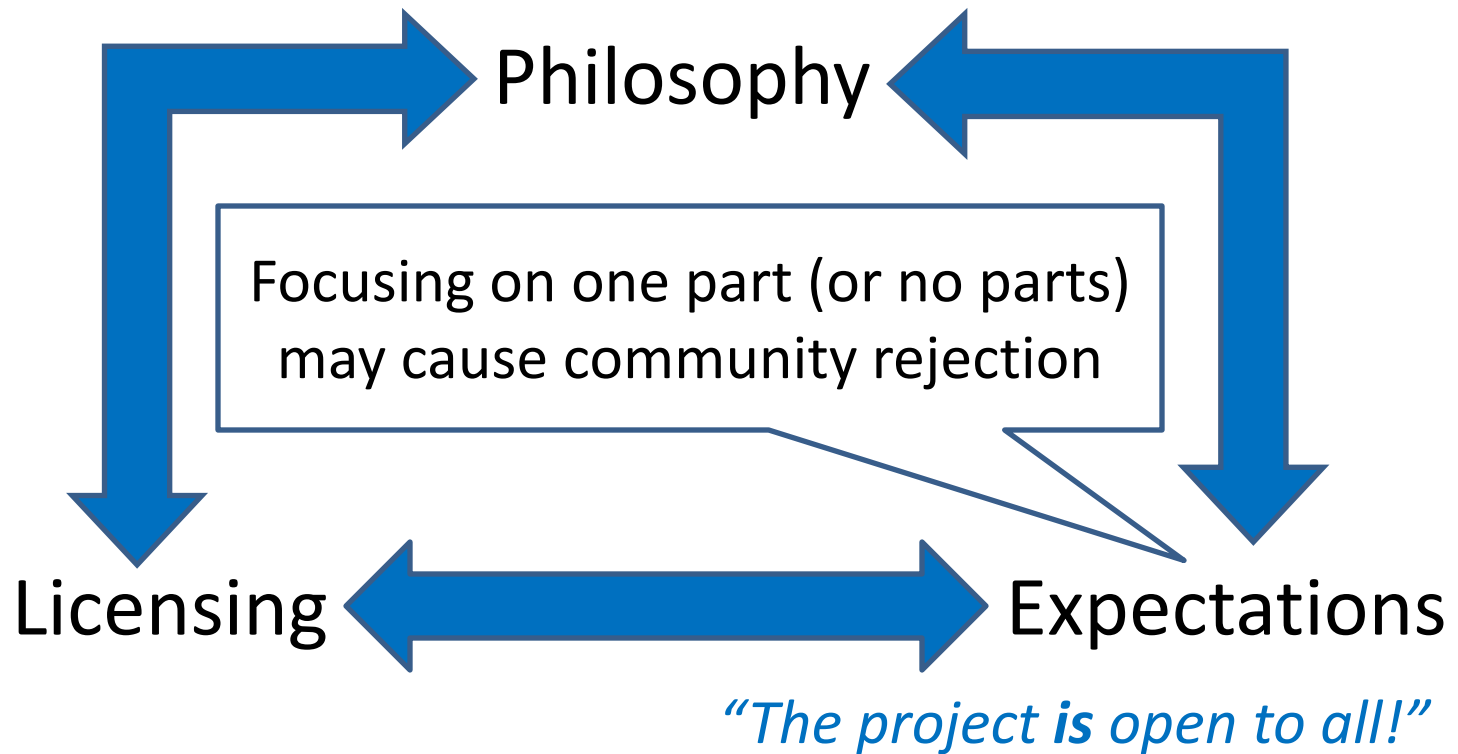 Philosophy
Focusing on one part (or no parts)
may cause community rejection
Licensing
Expectations
“The project is open to all!”